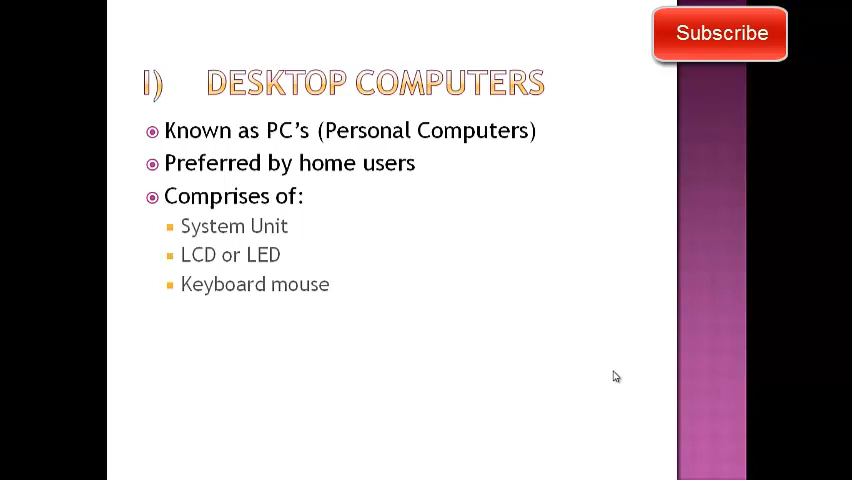 Subscribe
I) DESKTOP COMPUTERS
Known as PC's (Personal Computers)
Preferred by home users
Comprises of:
System Unit
LCD or LED
Keyboard mouse